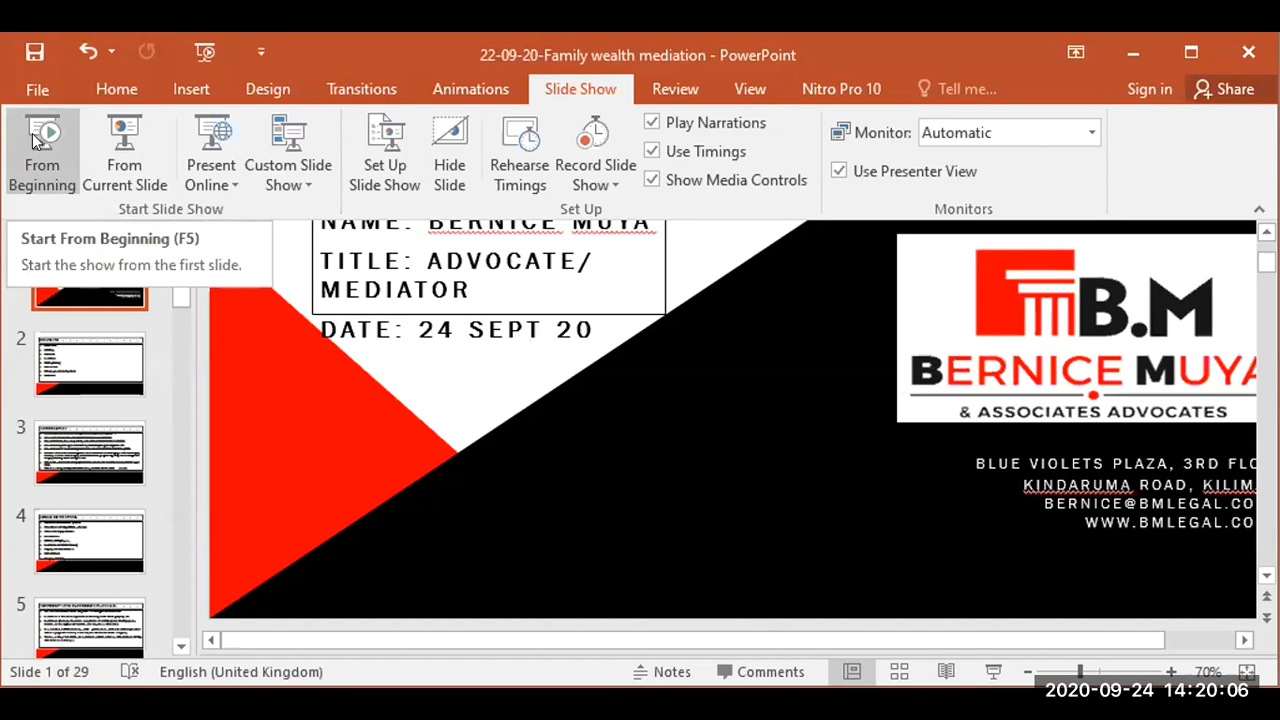 22-09-20-Family wealth mediation - PowerPoint
File Home Insert Design Transitions Animations Slide Show Review View Nitro Pro 10 Tell me... Sign in Share
From Beginning
From Current Slide
Present Online
Custom Slide Show
Start Slide Show
Set Up Slide Show
Hide Slide
Rehearse Timings
Record Slide Show
Play Narrations
Use Timings
Show Media Controls
Set Up
Monitor: Automatic
Use Presenter View
Monitors
Start From Beginning (F5)
Start the show from the first slide.
2
3
4
5
NAME: BERNICE MUYA
TITLE: ADVOCATE/
MEDIATOR
DATE: 24 SEPT 20
B.M
BERNICE MUYA
& ASSOCIATES ADVOCATES
BLUE VIOLETS PLAZA, 3RD FLO
KINDARUMA ROAD, KILIM
BERNICE@BMLEGAL.CO
WWW.BMLEGAL.CO
Slide 1 of 29 English (United Kingdom) Notes Comments 70%
2020-09-24 14:20:06